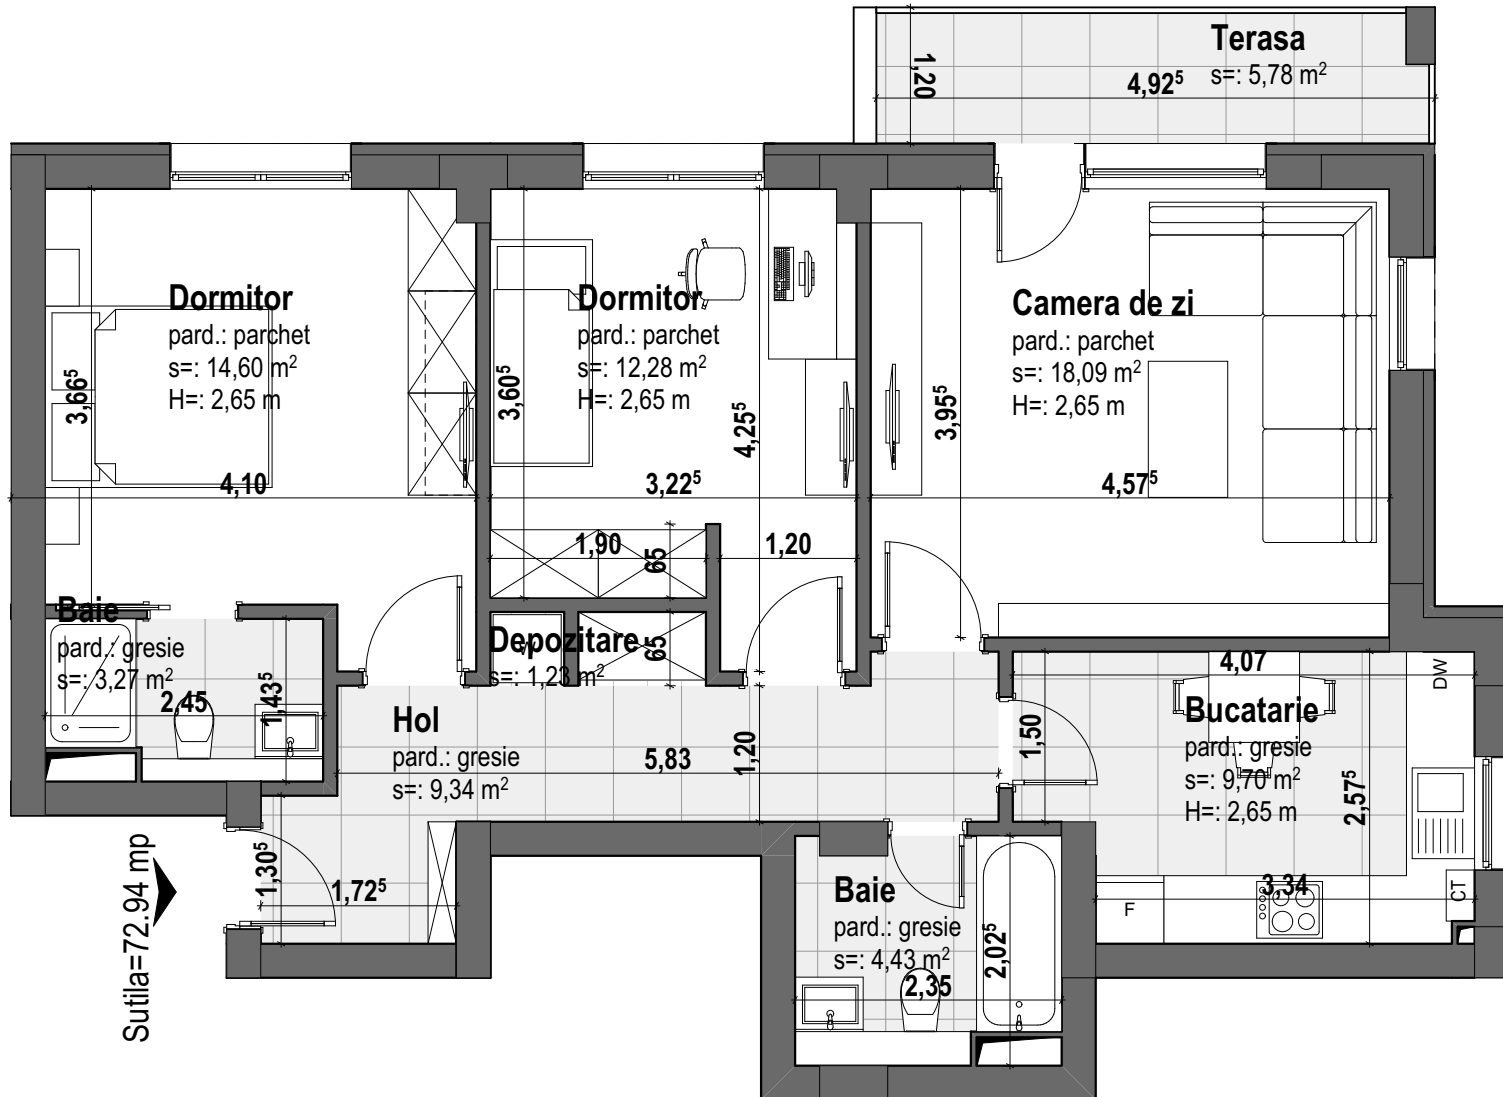 Terasa
s=: 5,78 m²
1,20
4,92⁵
Dormitor
pard.: parchet
s=: 14,60 m²
H=: 2,65 m
3,66⁵
4,10
Dormitor
pard.: parchet
s=: 12,28 m²
H=: 2,65 m
3,60⁵
4,25⁵
3,22⁵
1,90
65
1,20
Camera de zi
pard.: parchet
s=: 18,09 m²
H=: 2,65 m
3,95⁵
4,57⁵
Baie
pard.: gresie
s=: 3,27 m²
2,45
1,43⁵
Depozitare
s=: 1,23 m²
65
Hol
pard.: gresie
s=: 9,34 m²
5,83
1,20
1,30⁵
1,72⁵
4,07
DW
1,50
Bucatarie
pard.: gresie
s=: 9,70 m²
H=: 2,65 m
2,57⁵
3,34
F
CT
Baie
pard.: gresie
s=: 4,43 m²
2,35
2,02⁵
Sutila=72.94 mp